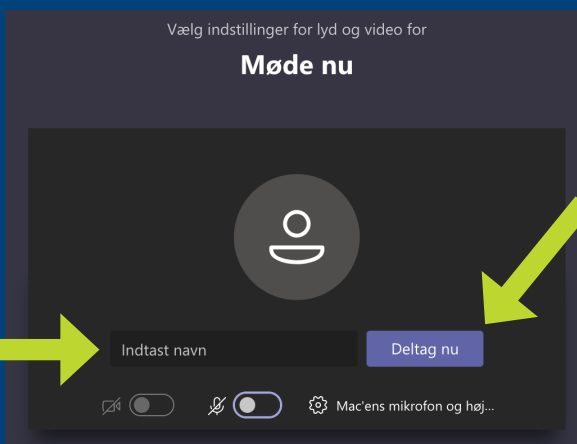 Vælg indstillinger for lyd og video for
Møde nu
Indtast navn
Deltag nu
Mac'ens mikrofon og høj...